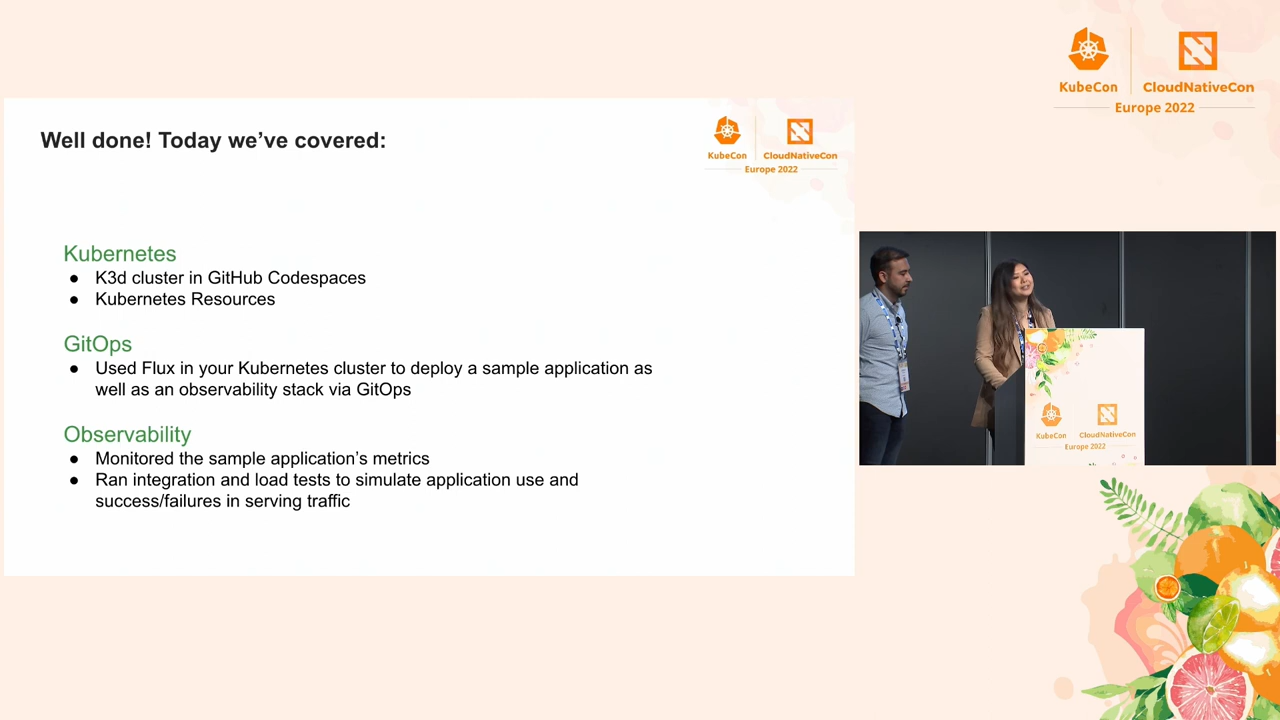 KubeCon
CloudNativeCon
Europe 2022
Well done! Today we've covered:
KubeCon
CloudNativeCon
Europe 2022
Kubernetes
● K3d cluster in GitHub Codespaces
● Kubernetes Resources
GitOps
● Used Flux in your Kubernetes cluster to deploy a sample application as
well as an observability stack via GitOps
Observability
● Monitored the sample application's metrics
● Ran integration and load tests to simulate application use and
success/failures in serving traffic
KubeCon
CloudNativeCon
Europe 2022